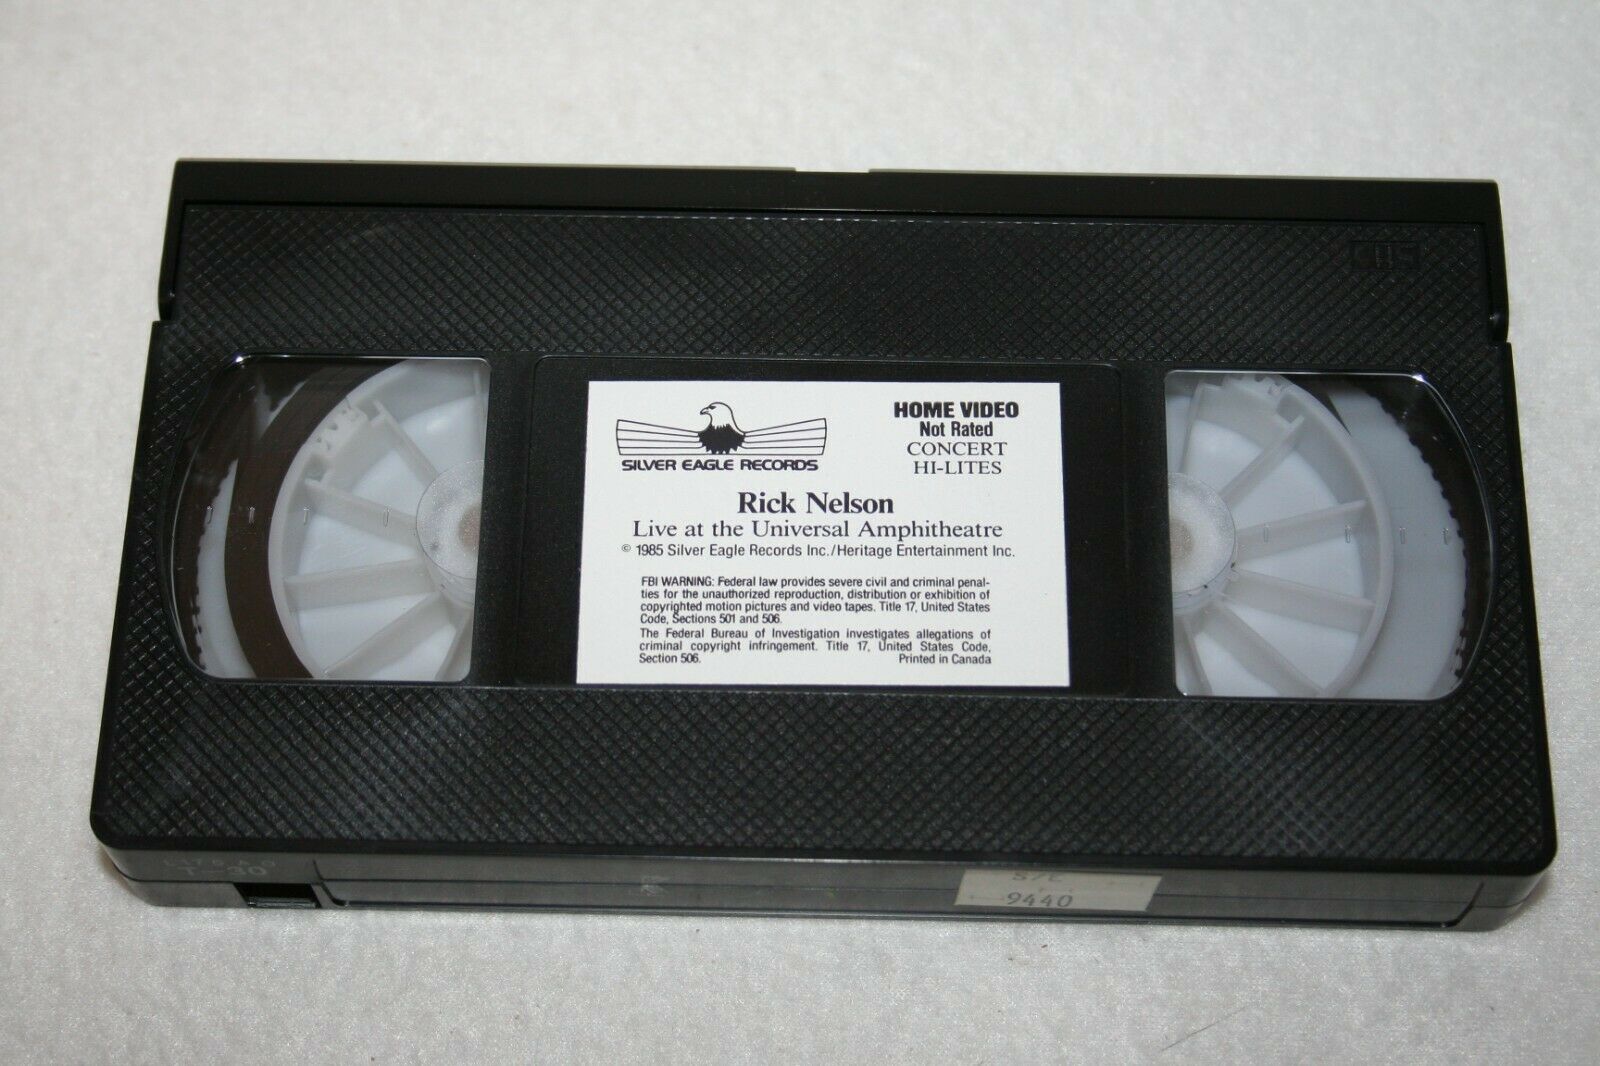 SILVER EAGLE RECORDS
HOME VIDEO
Not Rated
CONCERT
HI-LITES
Rick Nelson
Live at the Universal Amphitheatre
© 1985 Silver Eagle Records Inc./Heritage Entertainment Inc.
FBI WARNING: Federal law provides severe civil and criminal penal-
ties for the unauthorized reproduction, distribution or exhibition of
copyrighted motion pictures and video tapes. Title 17, United States
Code, Sections 501 and 506.
The Federal Bureau of Investigation investigates allegations of
criminal copyright infringement. Title 17, United States Code,
Section 506. Printed in Canada
T-30
9440